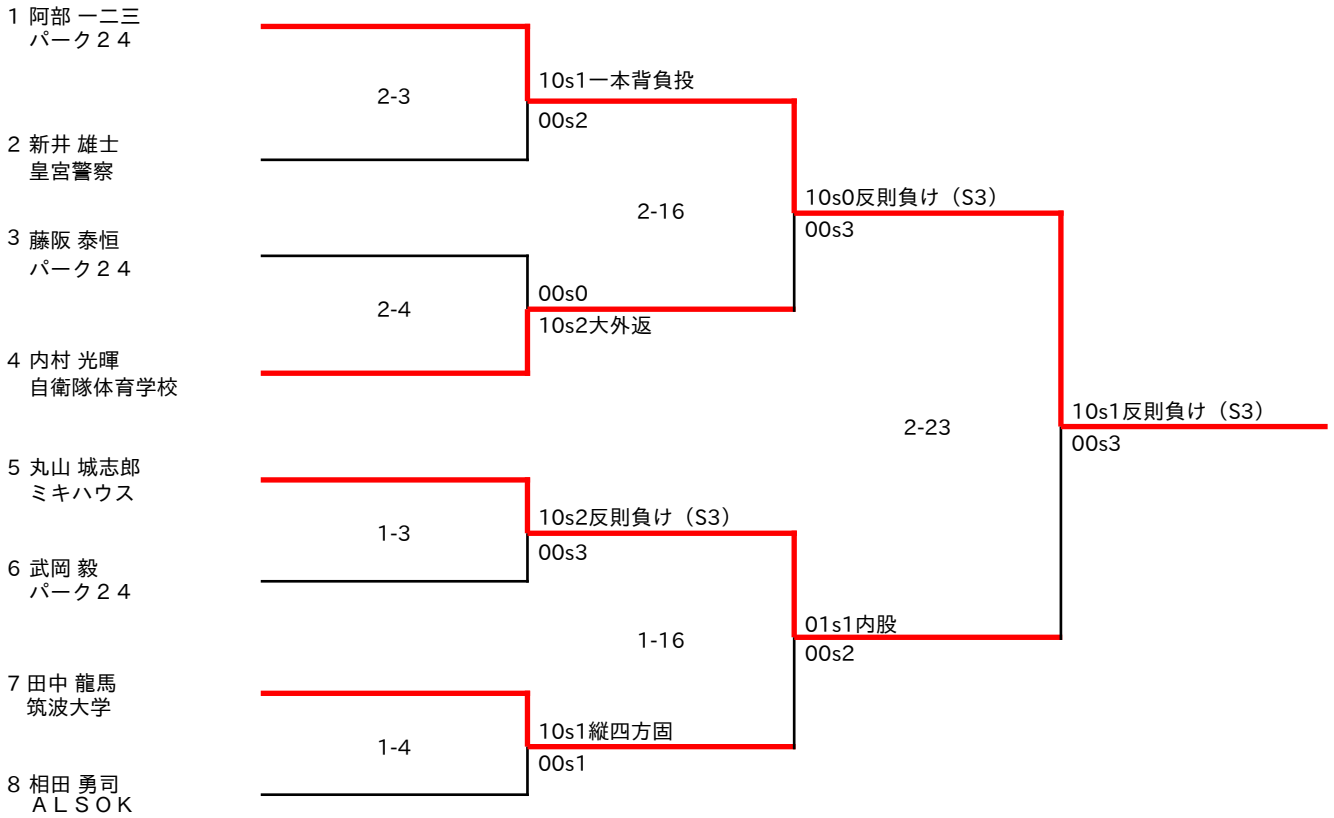 1 阿部 一二三
パーク２４
2-3
10s1一本背負投
00s2
2 新井 雄士
皇宮警察
2-16
10s0反則負け（S3）
00s3
3 藤阪 泰恒
パーク２４
2-4
00s0
10s2大外返
4 内村 光暉
自衛隊体育学校
2-23
10s1反則負け（S3）
00s3
5 丸山 城志郎
ミキハウス
1-3
10s2反則負け（S3）
00s3
6 武岡 毅
パーク２４
1-16
01s1内股
00s2
7 田中 龍馬
筑波大学
1-4
10s1縦四方固
00s1
8 相田 勇司
ＡＬＳＯＫ